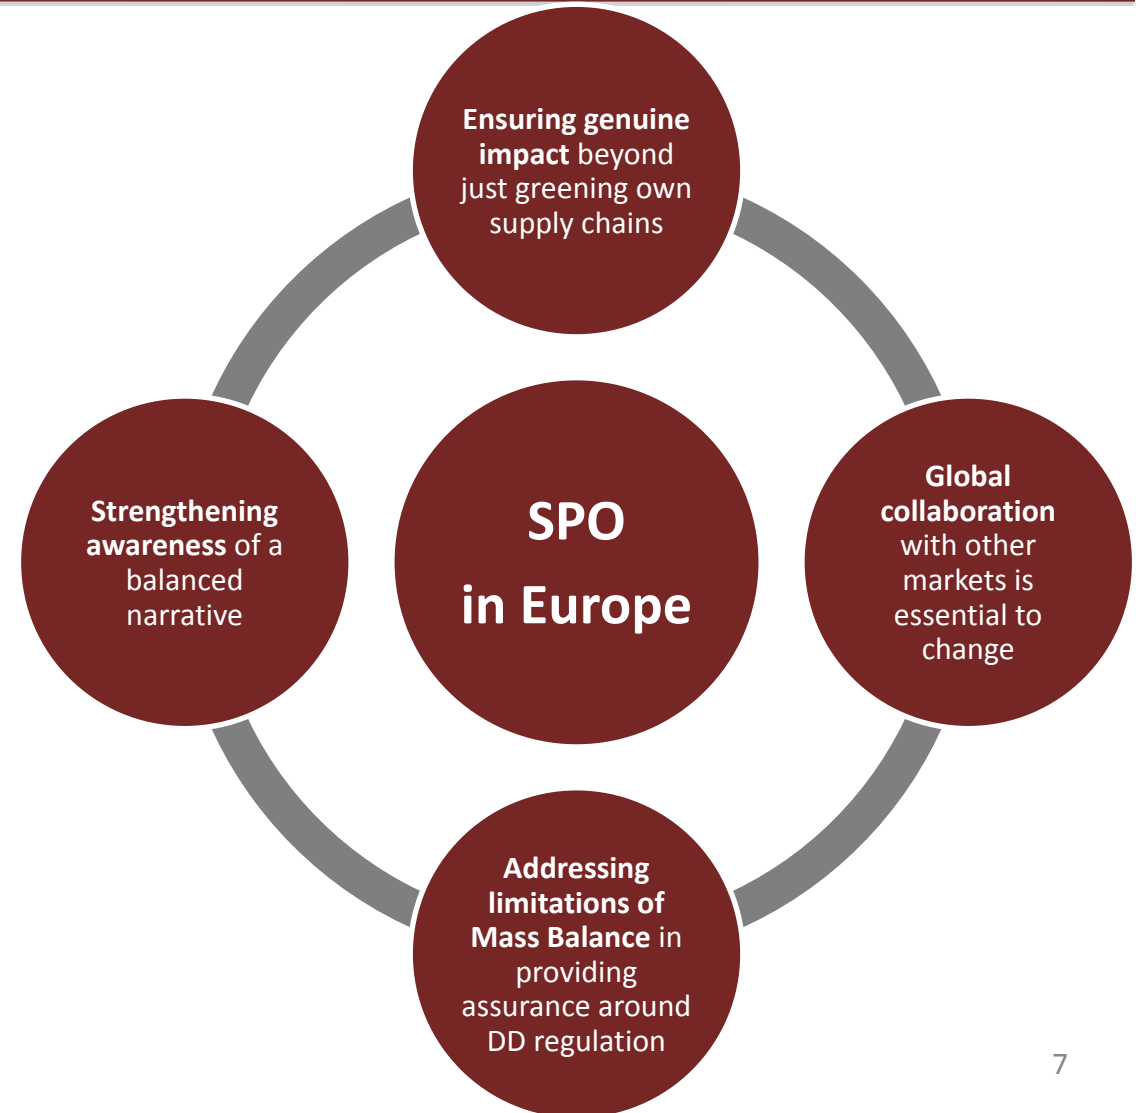 Ensuring genuine
impact beyond
just greening own
supply chains
Strengthening
awareness of a
balanced
narrative
SPO
in Europe
Global
collaboration
with other
markets is
essential to
change
Addressing
limitations of
Mass Balance in
providing
assurance around
DD regulation
7